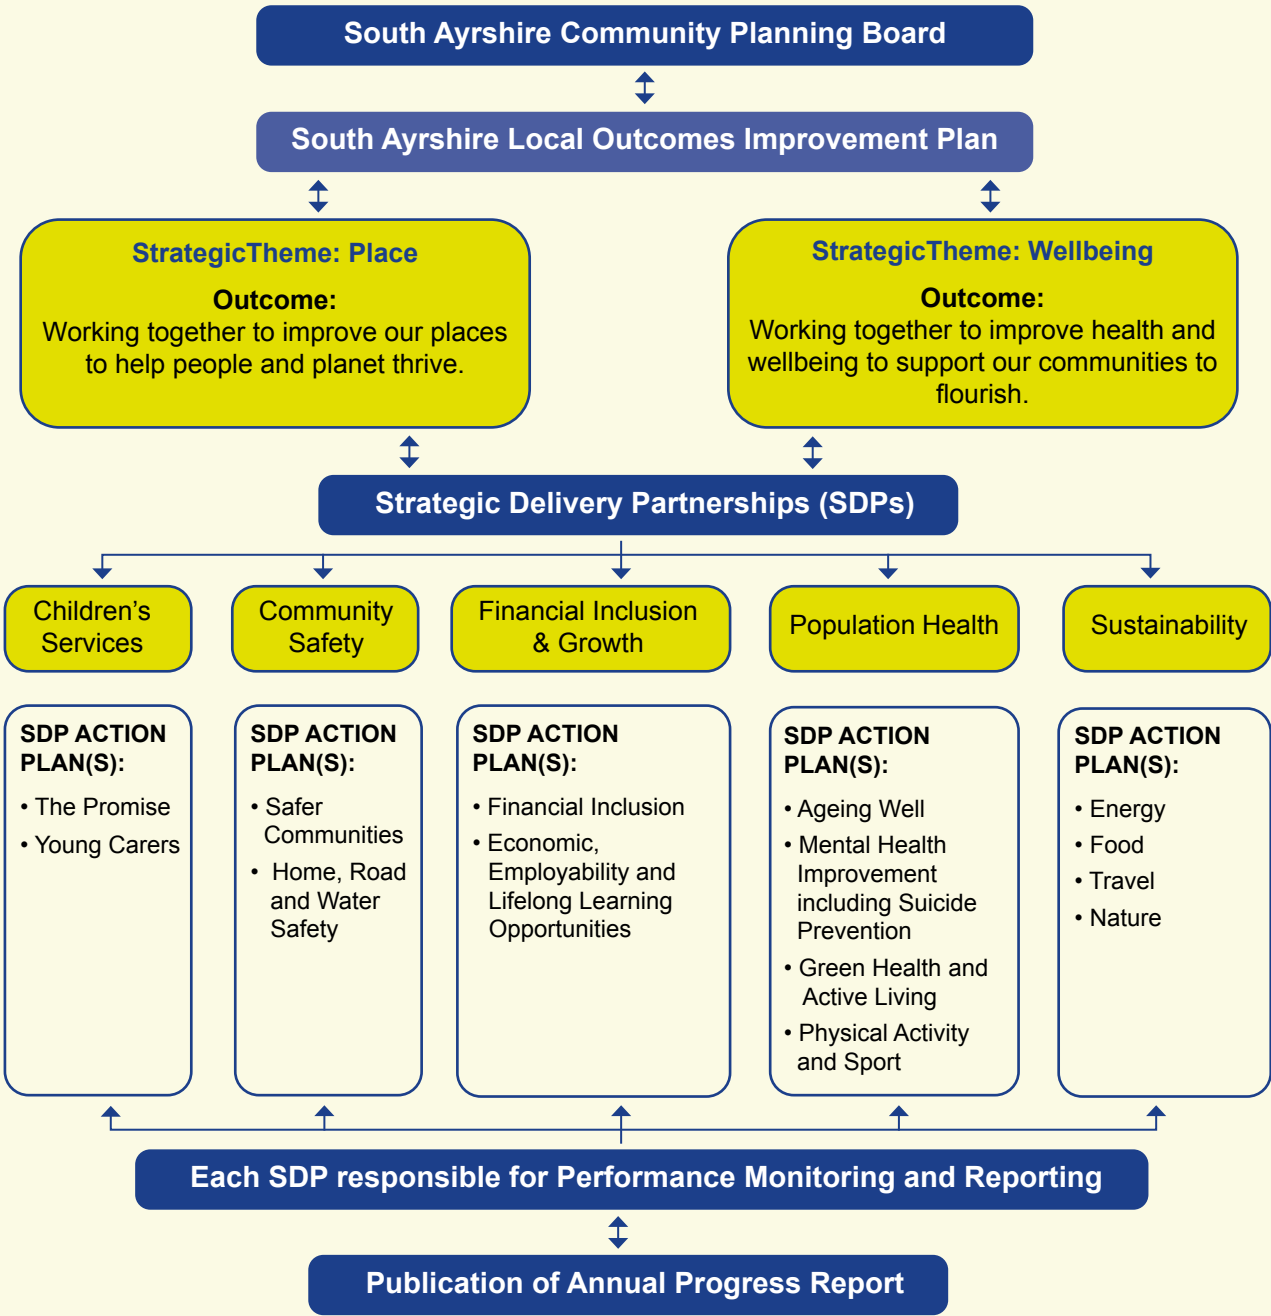 South Ayrshire Community Planning Board
South Ayrshire Local Outcomes Improvement Plan
StrategicTheme: Place
Outcome:
Working together to improve our places
to help people and planet thrive.
StrategicTheme: Wellbeing
Outcome:
Working together to improve health and
wellbeing to support our communities to
flourish.
Strategic Delivery Partnerships (SDPs)
Children's
Services
Community
Safety
Financial Inclusion
& Growth
Population Health
Sustainability
SDP ACTION
PLAN(S):
• The Promise
• Young Carers
SDP ACTION
PLAN(S):
• Safer
Communities
• Home, Road
and Water
Safety
SDP ACTION
PLAN(S):
• Financial Inclusion
• Economic,
Employability and
Lifelong Learning
Opportunities
SDP ACTION
PLAN(S):
• Ageing Well
• Mental Health
Improvement
including Suicide
Prevention
• Green Health and
Active Living
• Physical Activity
and Sport
SDP ACTION
PLAN(S):
• Energy
• Food
• Travel
• Nature
Each SDP responsible for Performance Monitoring and Reporting
Publication of Annual Progress Report